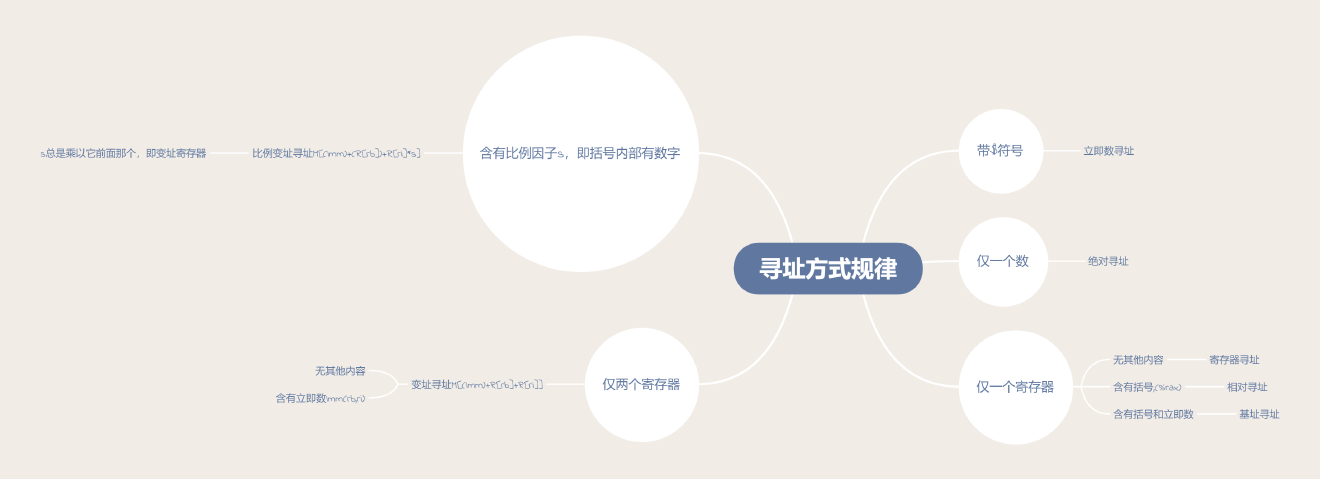 寻址方式规律
带$符号
立即数寻址
仅一个数
绝对寻址
仅一个寄存器
无其他内容
寄存器寻址
含有括号,(%rax)
相对寻址
含有括号和立即数
基址寻址
含有比例因子s，即括号内部有数字
比例变址寻址M[(Imm)+(R[rb])+R[ri]*s]
s总是乘以它前面那个，即变址寄存器
仅两个寄存器
变址寻址M[(Imm)+R[rb]+R[ri]]
无其他内容
含有立即数Imm(rb,ri)